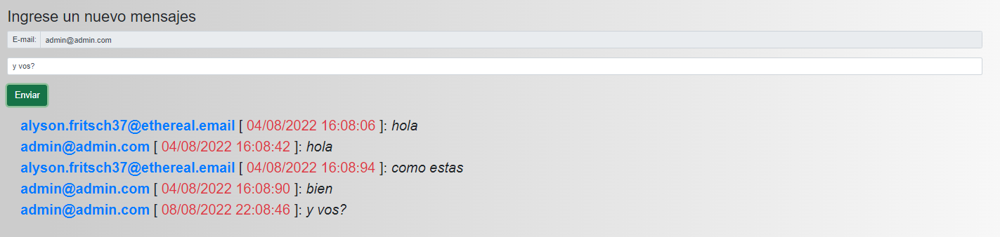 Ingrese un nuevo mensajes
E-mail: admin@admin.com
y vos?
Enviar
alyson.fritsch37@ethereal.email [ 04/08/2022 16:08:06 ]: hola
admin@admin.com [ 04/08/2022 16:08:42 ]: hola
alyson.fritsch37@ethereal.email [ 04/08/2022 16:08:94 ]: como estas
admin@admin.com [ 04/08/2022 16:08:90 ]: bien
admin@admin.com [ 08/08/2022 22:08:46 ]: y vos?